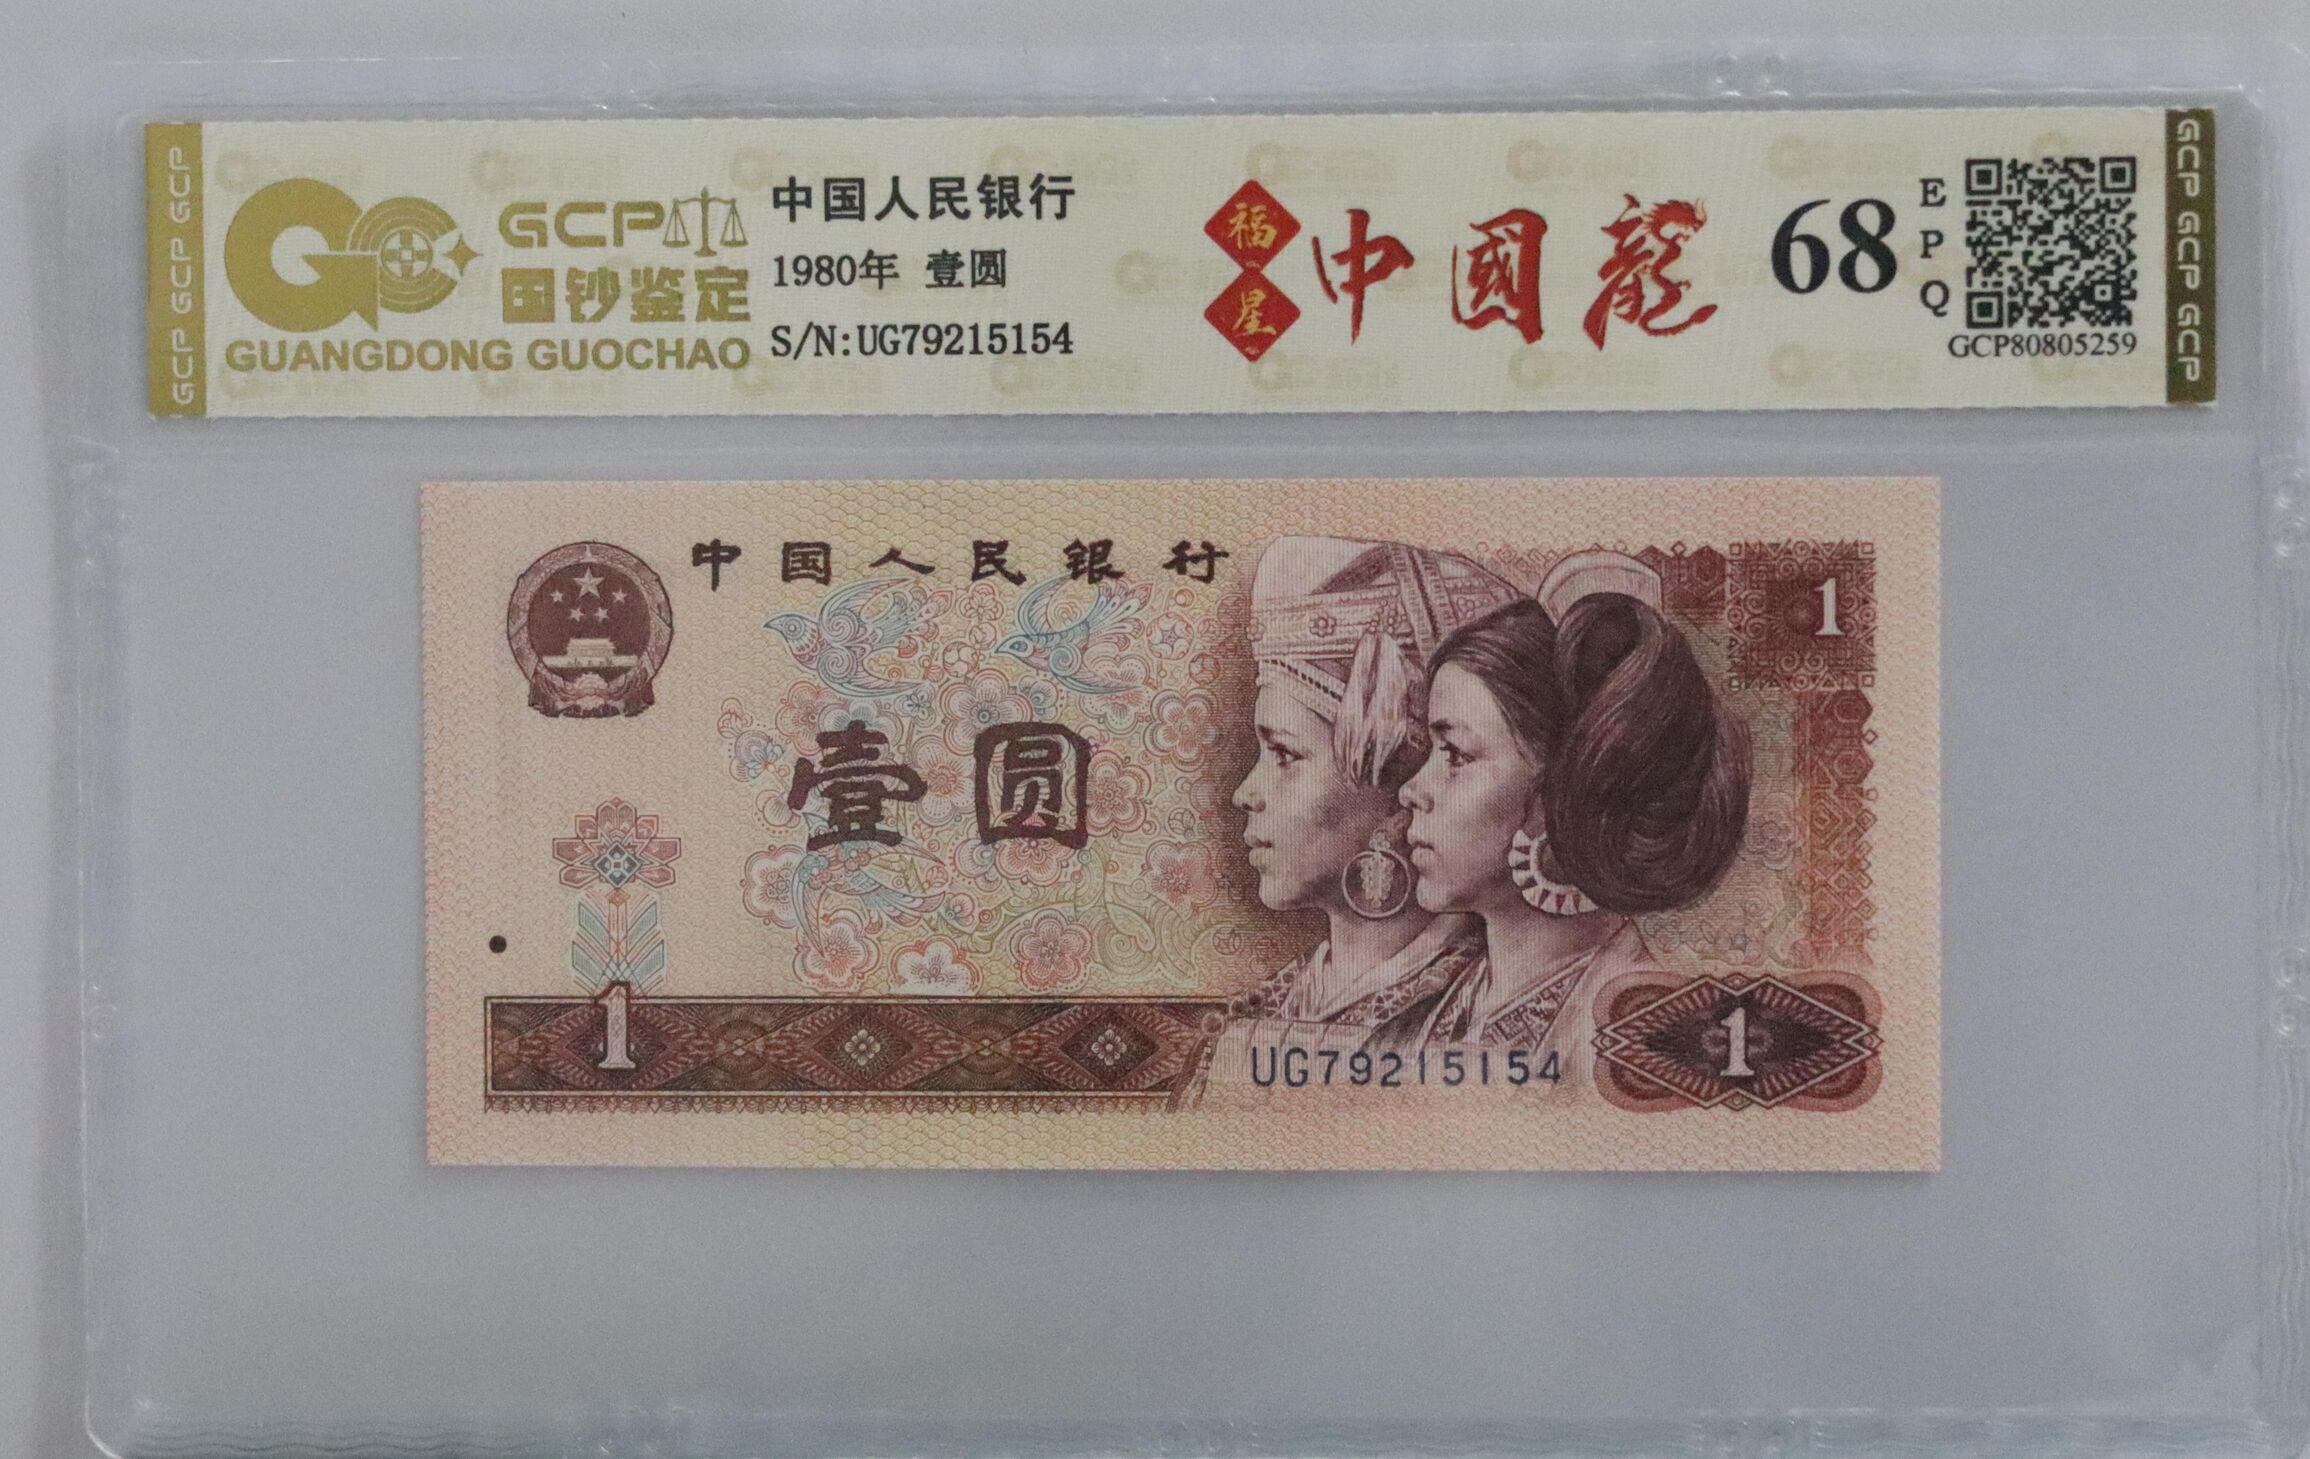 GCP GCP GCP
GCP
国钞鉴定
GUANGDONG GUOCHAO
中国人民银行
1980年 壹圆
S/N:UG79215154
福星
中國龍
68
EPQ
GCP80805259
GCP GCP GCP
中国人民银行
1
壹圆
1
1
UG79215154